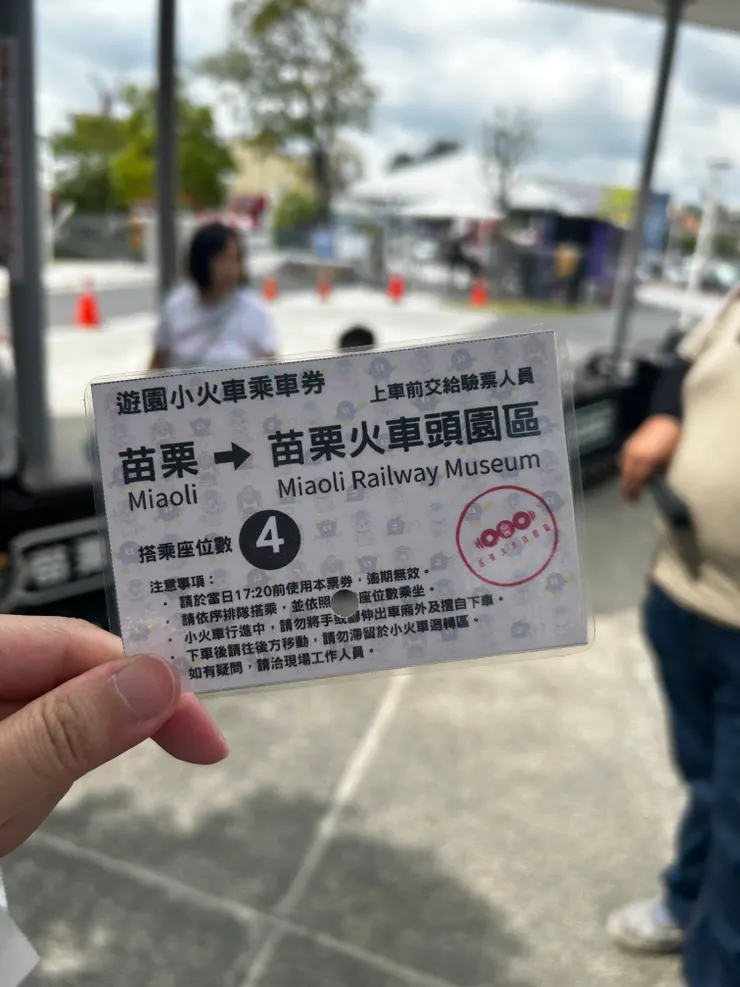 遊園小火車乘車券
上車前交給驗票人員
苗栗 ➡ 苗栗火車頭園區
Miaoli
Miaoli Railway Museum
搭乘座位數 4
注意事項：
• 請於當日17:20前使用本票券，逾期無效。
• 請依序排隊搭乘，並依照 座位數乘坐。
• 小火車行進中，請勿將手或腳伸出車廂外及擅自下車。
• 下車後請往後方移動，請勿滯留於小火車迴轉區。
• 如有疑問，請洽現場工作人員。